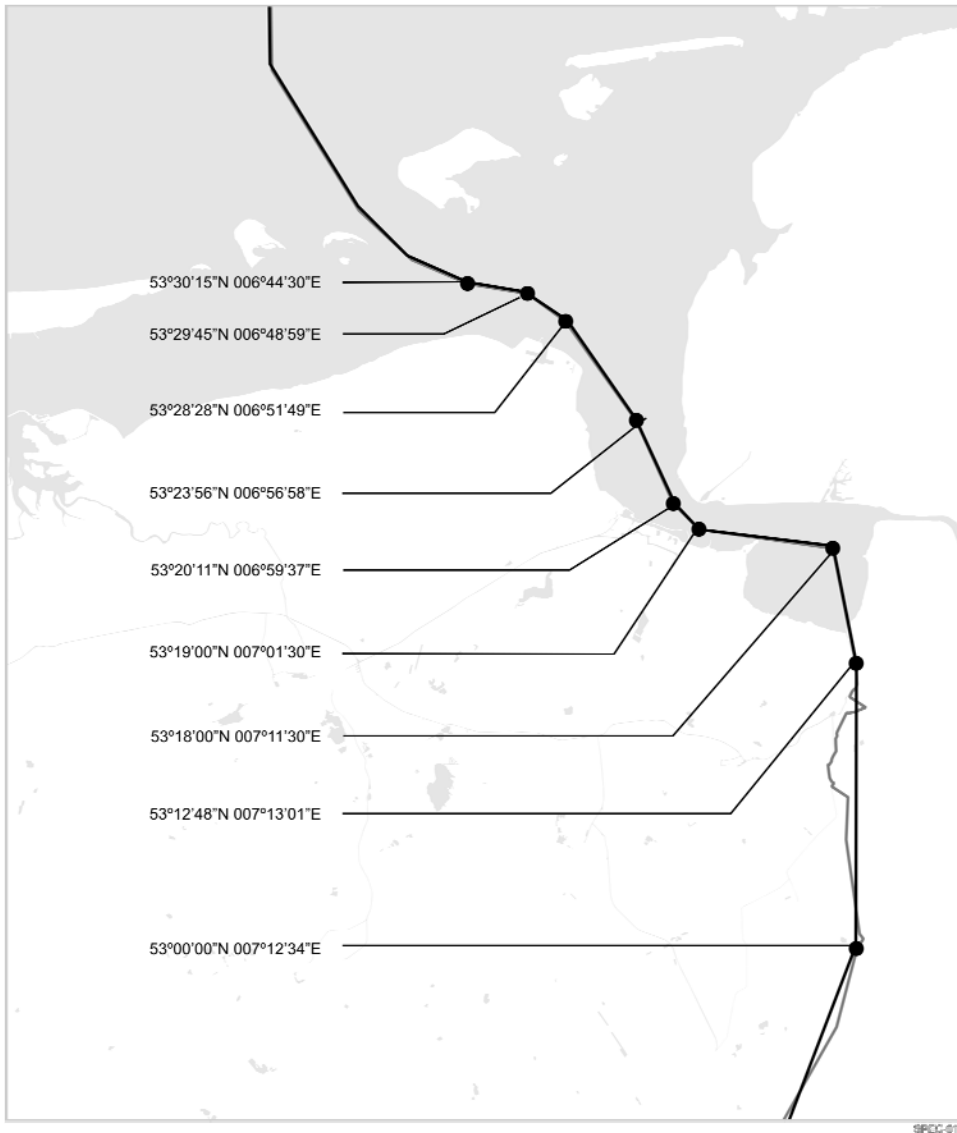 53º30'15”N 006º44'30”E
53º29'45”N 006º48'59”E
53º28'28”N 006º51'49”E
53º23'56”N 006º56'58”E
53º20'11”N 006º59'37”E
53º19'00”N 007º01'30”E
53º18'00”N 007º11'30”E
53º12'48”N 007º13'01”E
53º00'00”N 007º12'34”E